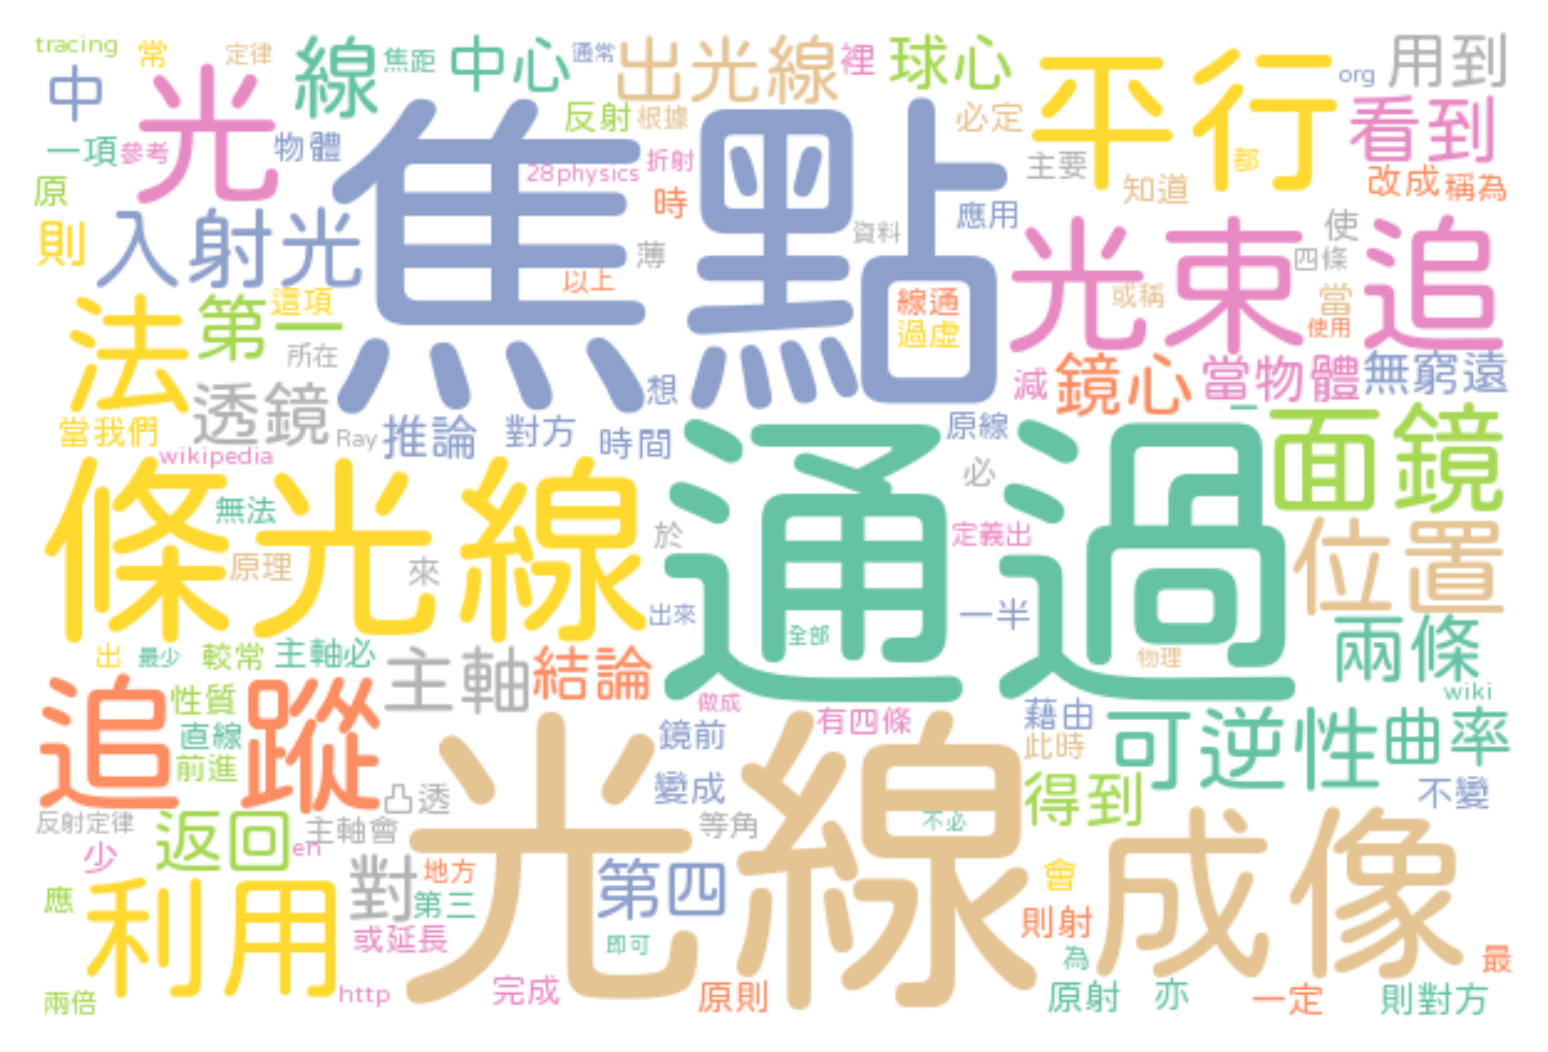 tracing
常
定律
線
焦距
中心
通常
出光線
裡
球心
平行
org
用到
中
光
物體
反射
根據
必定
看到
一項
參考
28physics
折射
主要
都
知道
改成
稱為
原
時
應用
則
入射光
焦點
薄
資料
光束追
使
四條
法
第一
這項
以上
線通
過虛
或稱
當
使用
所在
透鏡
想
減
鏡心
當物體
無窮遠
當我們
Ray
推論
對方
時間
原線
wikipedia
一
面鏡
條光線
無法
必
通過
於
定義出
位置
原理
來
出來
一半
全部
物理
兩條
出
最少
較常
主軸必
主軸
結論
wiki
追蹤
性質
做成
有四條
藉由
可逆性
曲率
直線
鏡前
此時
前進
凸透
變成
得到
不變
反射定律
返回
主軸會
等角
不必
少
en
光線
成像
對
地方
第四
會
應
利用
第三
則射
或延長
即可
為
最
兩倍
http
完成
原則
原射
亦
一定
則對方